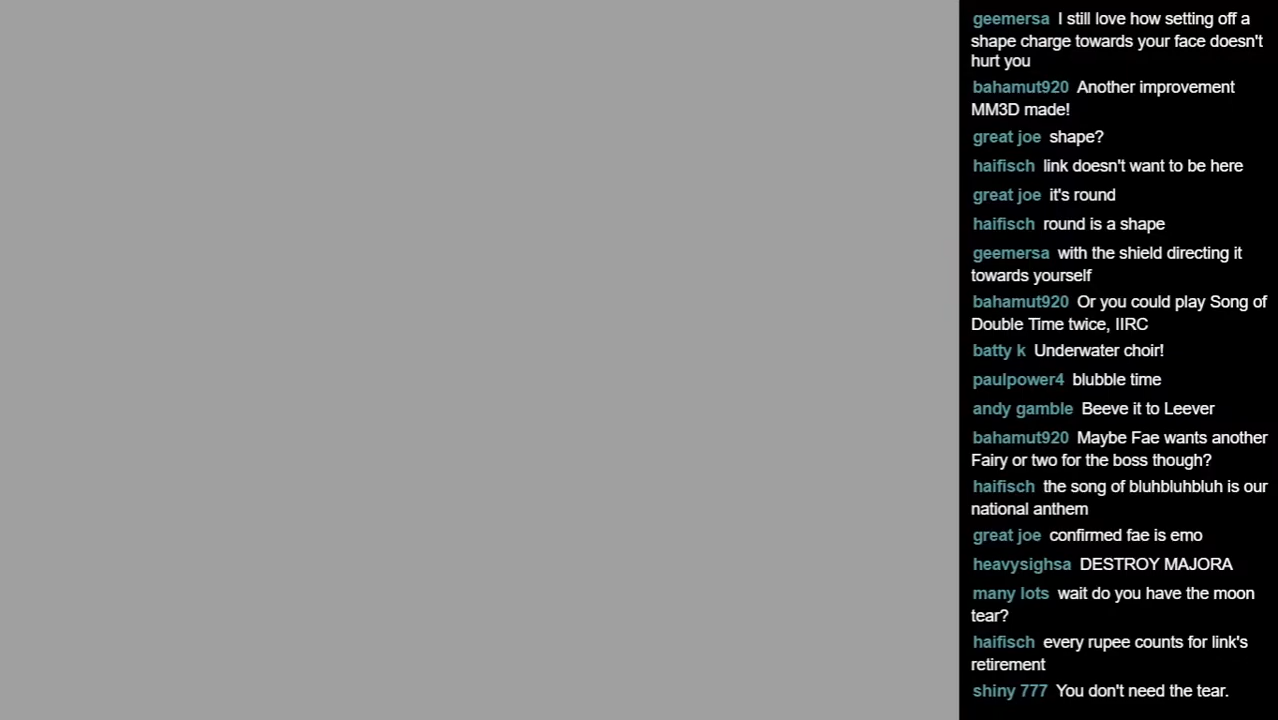 geemersa I still love how setting off a
shape charge towards your face doesn't
hurt you
bahamut920 Another improvement
MM3D made!
great joe shape?
haifisch link doesn't want to be here
great joe it's round
haifisch round is a shape
geemersa with the shield directing it
towards yourself
bahamut920 Or you could play Song of
Double Time twice, IIRC
batty k Underwater choir!
paulpower4 blubble time
andy gamble Beeve it to Leever
bahamut920 Maybe Fae wants another
Fairy or two for the boss though?
haifisch the song of bluhbluhbluh is our
national anthem
great joe confirmed fae is emo
heavysighsa DESTROY MAJORA
many lots wait do you have the moon
tear?
haifisch every rupee counts for link's
retirement
shiny 777 You don't need the tear.